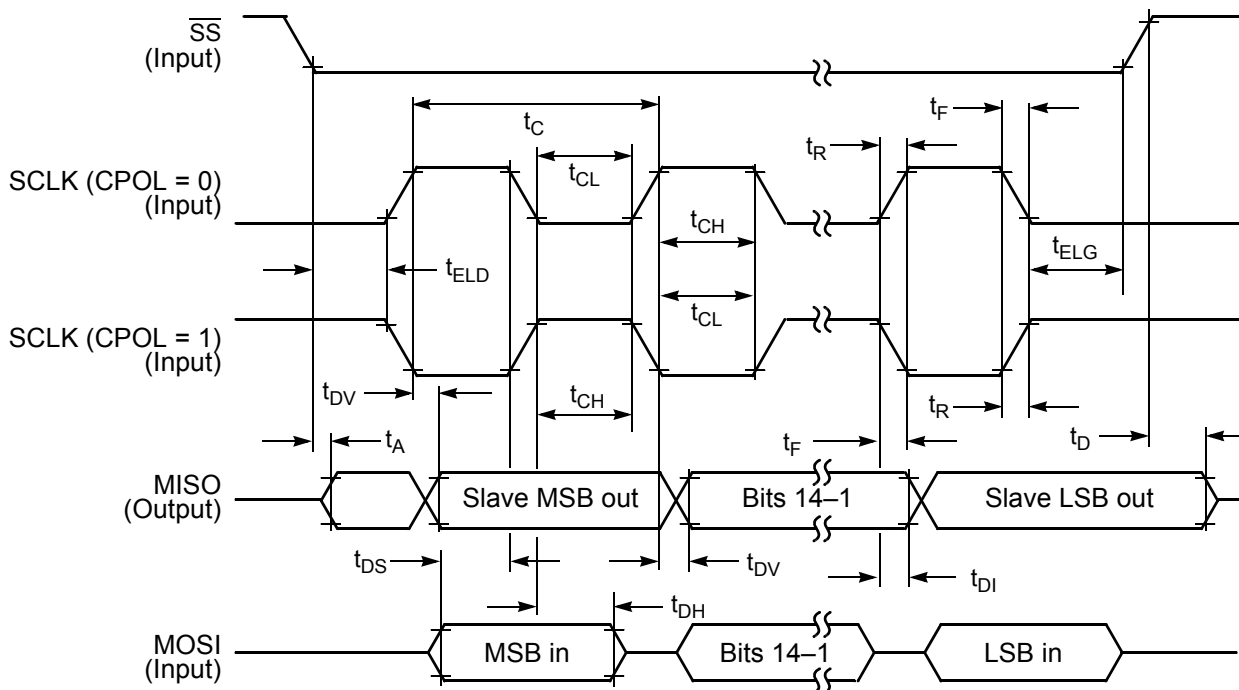 SS
(Input)
tC
tF
tR
SCLK (CPOL = 0)
(Input)
tCL
tCH
tELD
tELG
tCL
SCLK (CPOL = 1)
(Input)
tDV
tCH
tR
tA
tF
tD
MISO
(Output)
Slave MSB out
Bits 14–1
Slave LSB out
tDS
tDV
tDI
tDH
MOSI
(Input)
MSB in
Bits 14–1
LSB in